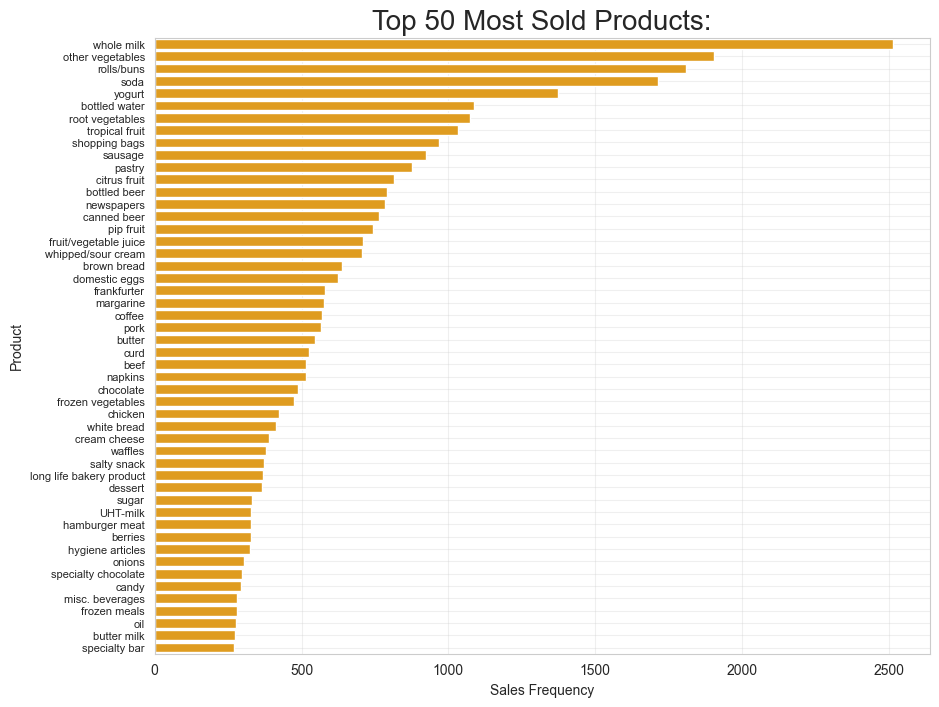 Top 50 Most Sold Products:
whole milk
other vegetables
rolls/buns
soda
yogurt
bottled water
root vegetables
tropical fruit
shopping bags
sausage
pastry
citrus fruit
bottled beer
newspapers
canned beer
pip fruit
fruit/vegetable juice
whipped/sour cream
brown bread
domestic eggs
frankfurter
margarine
coffee
pork
butter
curd
beef
napkins
chocolate
frozen vegetables
chicken
white bread
cream cheese
waffles
salty snack
long life bakery product
dessert
sugar
UHT-milk
hamburger meat
berries
hygiene articles
onions
specialty chocolate
candy
misc. beverages
frozen meals
oil
butter milk
specialty bar
Product
0 500 1000 1500 2000 2500
Sales Frequency